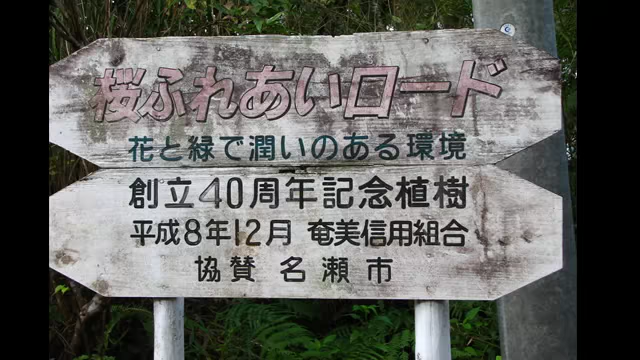 桜ふれあいロード
花と緑で潤いのある環境
創立40周年記念植樹
平成8年12月 奄美信用組合
協賛 名瀬市